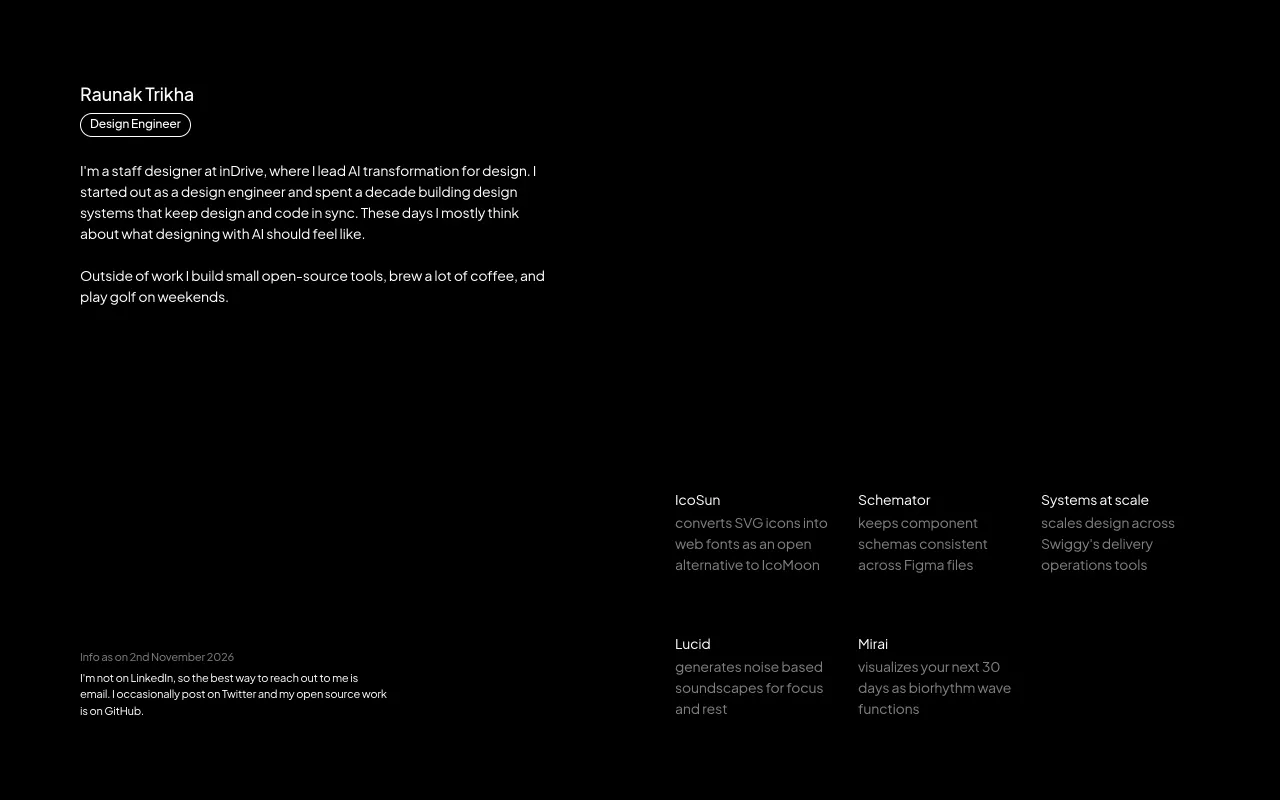 Raunak Trikha
Design Engineer
I'm a staff designer at inDrive, where I lead AI transformation for design. I
started out as a design engineer and spent a decade building design
systems that keep design and code in sync. These days I mostly think
about what designing with AI should feel like.
Outside of work I build small open-source tools, brew a lot of coffee, and
play golf on weekends.
Info as on 2nd November 2026
I'm not on LinkedIn, so the best way to reach out to me is
email. I occasionally post on Twitter and my open source work
is on GitHub.
IcoSun
converts SVG icons into
web fonts as an open
alternative to IcoMoon
Schemator
keeps component
schemas consistent
across Figma files
Systems at scale
scales design across
Swiggy's delivery
operations tools
Lucid
generates noise based
soundscapes for focus
and rest
Mirai
visualizes your next 30
days as biorhythm wave
functions